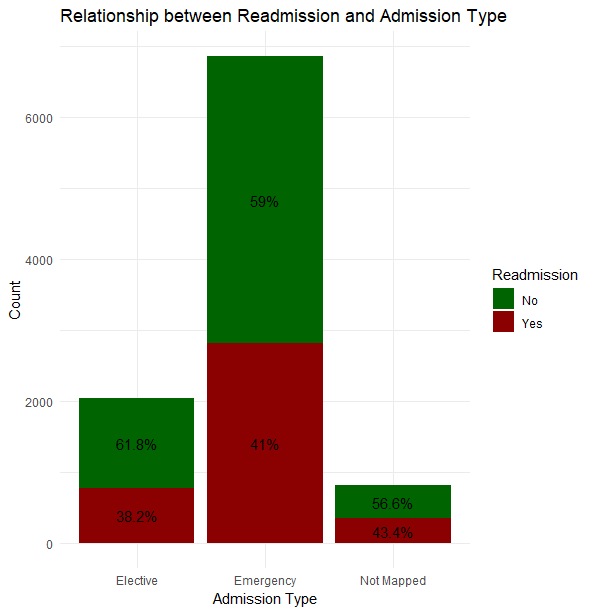 Relationship between Readmission and Admission Type
Count
6000
4000
2000
0
59%
61.8%
41%
38.2%
56.6%
43.4%
Elective
Emergency
Not Mapped
Admission Type
Readmission
No
Yes